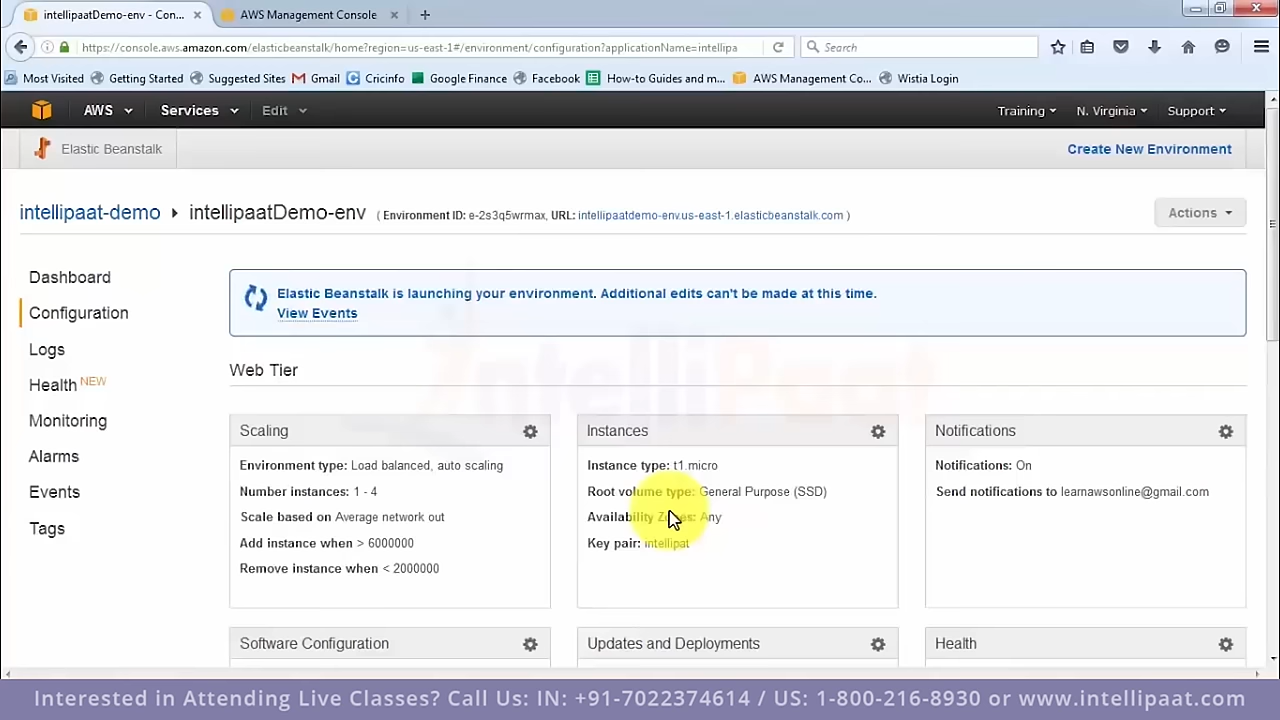 intellipaatDemo-env - Con...
AWS Management Console
https://console.aws.amazon.com/elasticbeanstalk/home?region=us-east-1#/environment/configuration?applicationName=intellipa
Search
Most Visited
Getting Started
Suggested Sites
Gmail
Cricinfo
Google Finance
Facebook
How-to Guides and m...
AWS Management Co...
Wistia Login
AWS
Services
Edit
Training
N. Virginia
Support
Elastic Beanstalk
Create New Environment
intellipaat-demo
intellipaatDemo-env
( Environment ID: e-2s3q5wrmax, URL: intellipaatdemo-env.us-east-1.elasticbeanstalk.com )
Actions
Dashboard
Configuration
Logs
Health NEW
Monitoring
Alarms
Events
Tags
Elastic Beanstalk is launching your environment. Additional edits can't be made at this time.
View Events
IntelliPaat
Web Tier
Scaling
Environment type: Load balanced, auto scaling
Number instances: 1 - 4
Scale based on Average network out
Add instance when > 6000000
Remove instance when < 2000000
Instances
Instance type: t1.micro
Root volume type: General Purpose (SSD)
Availability Zones: Any
Key pair: intellipat
Notifications
Notifications: On
Send notifications to learnawsonline@gmail.com
Software Configuration
Updates and Deployments
Health
Interested in Attending Live Classes? Call Us: IN: +91-7022374614 / US: 1-800-216-8930 or www.intellipaat.com